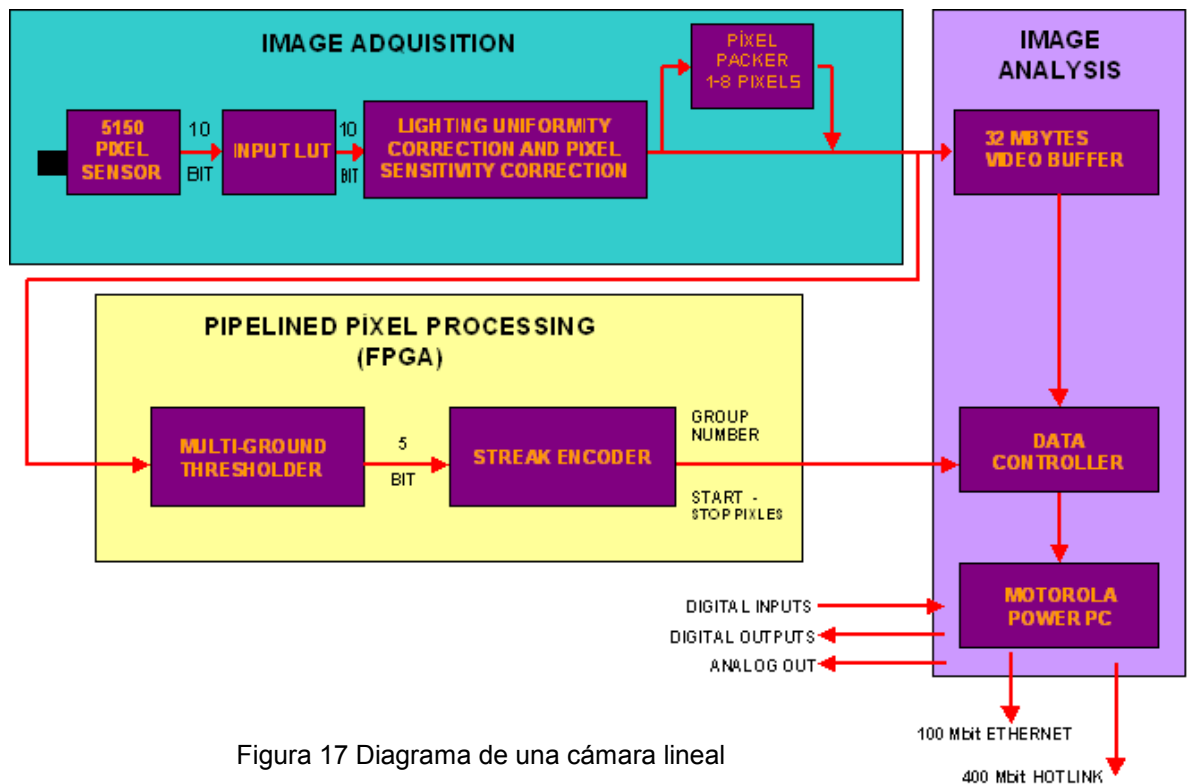 IMAGE ADQUISITION
5150
PIXEL
SENSOR
10
BIT
INPUT LUT
10
BIT
LIGHTING UNIFORMITY
CORRECTION AND PIXEL
SENSITIVITY CORRECTION
PÍXEL
PACKER
1-8 PIXELS
IMAGE
ANALYSIS
32 MBYTES
VIDEO BUFFER
PIPELINED PÍXEL PROCESSING
(FPGA)
MULTI-GROUND
THRESHOLDER
5
BIT
STREAK ENCODER
GROUP
NUMBER
START -
STOP PIXLES
DATA
CONTROLLER
MOTOROLA
POWER PC
DIGITAL INPUTS
DIGITAL OUTPUTS
ANALOG OUT
100 Mbit ETHERNET
400 Mbit HOTLINK
Figura 17 Diagrama de una cámara lineal